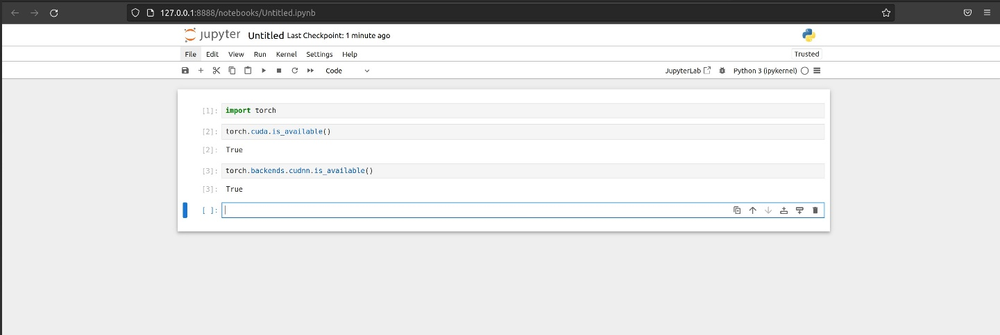 127.0.0.1:8888/notebooks/Untitled.ipynb
jupyter Untitled Last Checkpoint: 1 minute ago
File Edit View Run Kernel Settings Help Trusted
Code JupyterLab Python 3 (ipykernel)
[1]: import torch
[2]: torch.cuda.is_available()
[2]: True
[3]: torch.backends.cudnn.is_available()
[3]: True
[ ]: